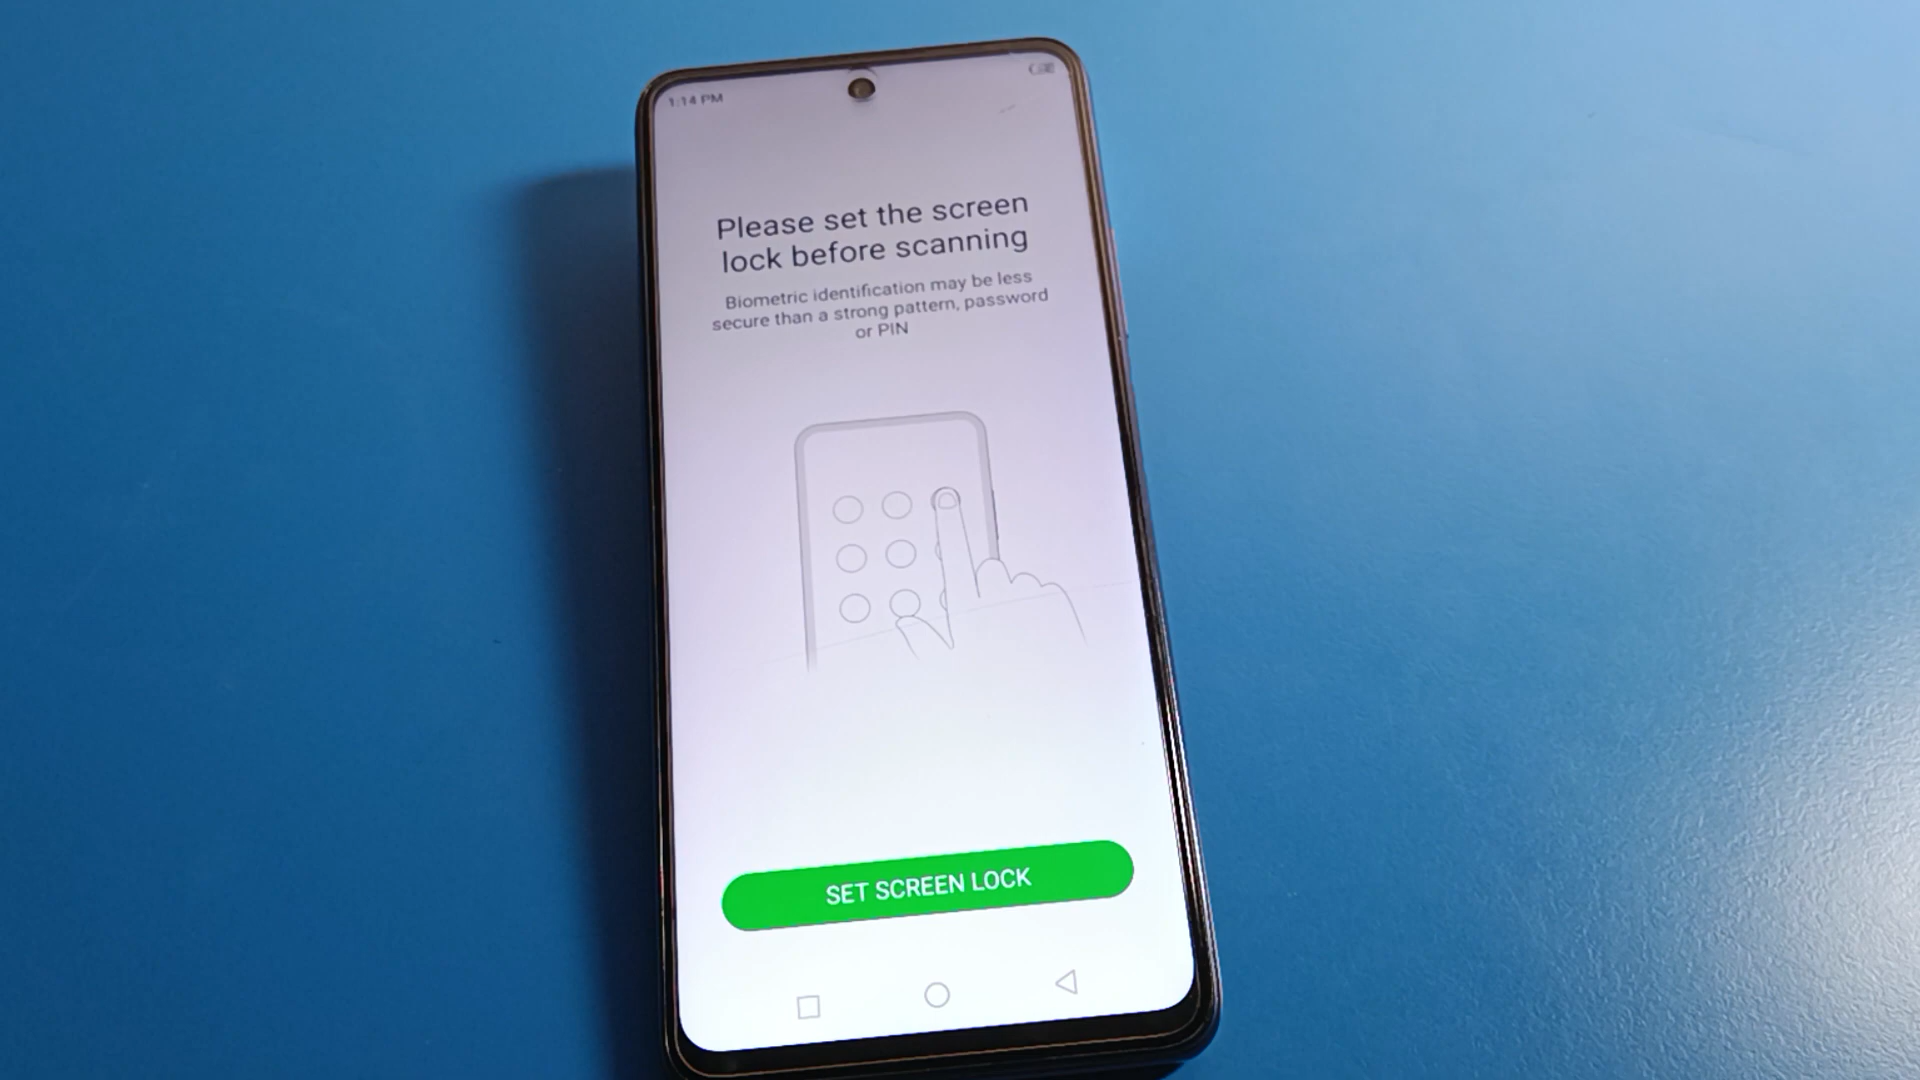 1:14 PM
Please set the screen
lock before scanning
Biometric identification may be less
secure than a strong pattern, password
or PIN
SET SCREEN LOCK